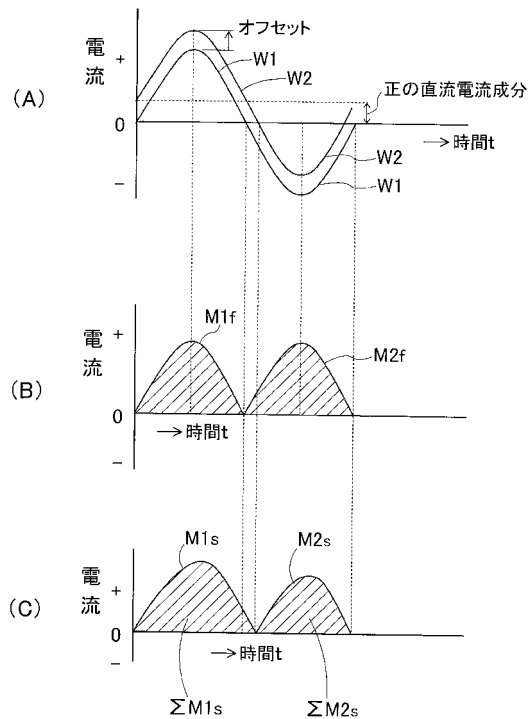 (A)
電流
+
0
−
オフセット
W1
W2
正の直流電流成分
→時間t
W2
W1
(B)
電流
+
0
−
M1f
M2f
→時間t
(C)
電流
+
0
−
M1s
M2s
→時間t
ΣM1s
ΣM2s